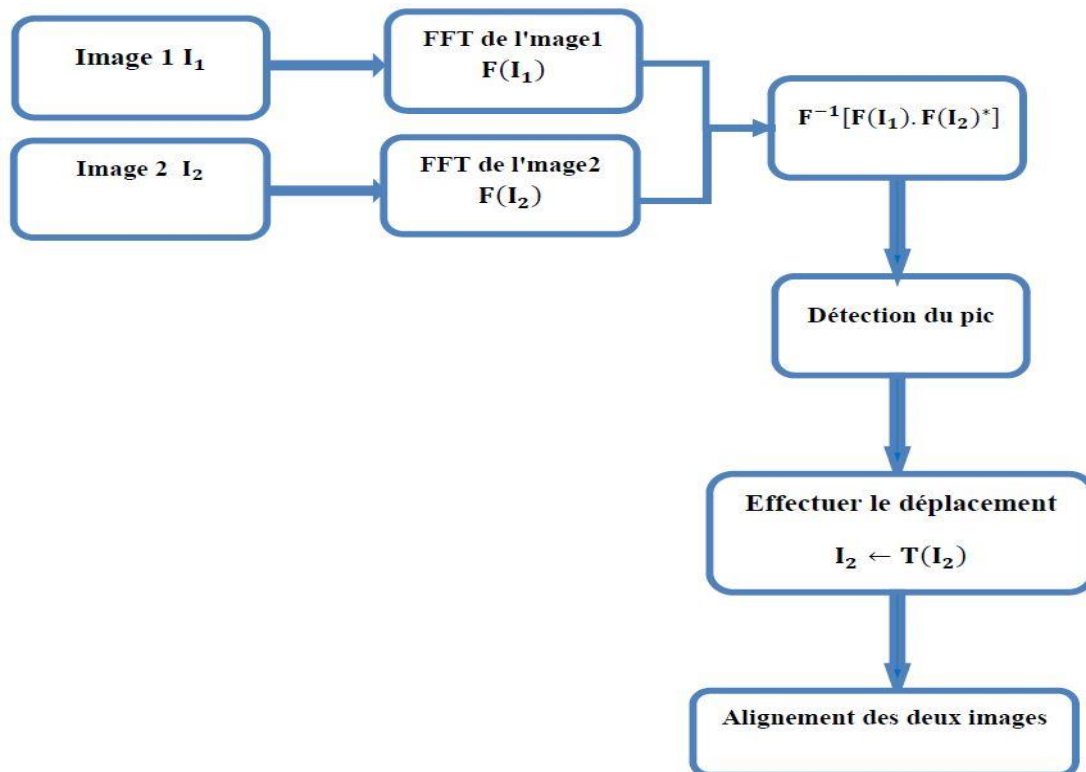 Image 1 I₁
FFT de l'mage1
F(I₁)
F⁻¹[F(I₁). F(I₂)*]
Image 2 I₂
FFT de l'mage2
F(I₂)
Détection du pic
Effectuer le déplacement
I₂ ← T(I₂)
Alignement des deux images